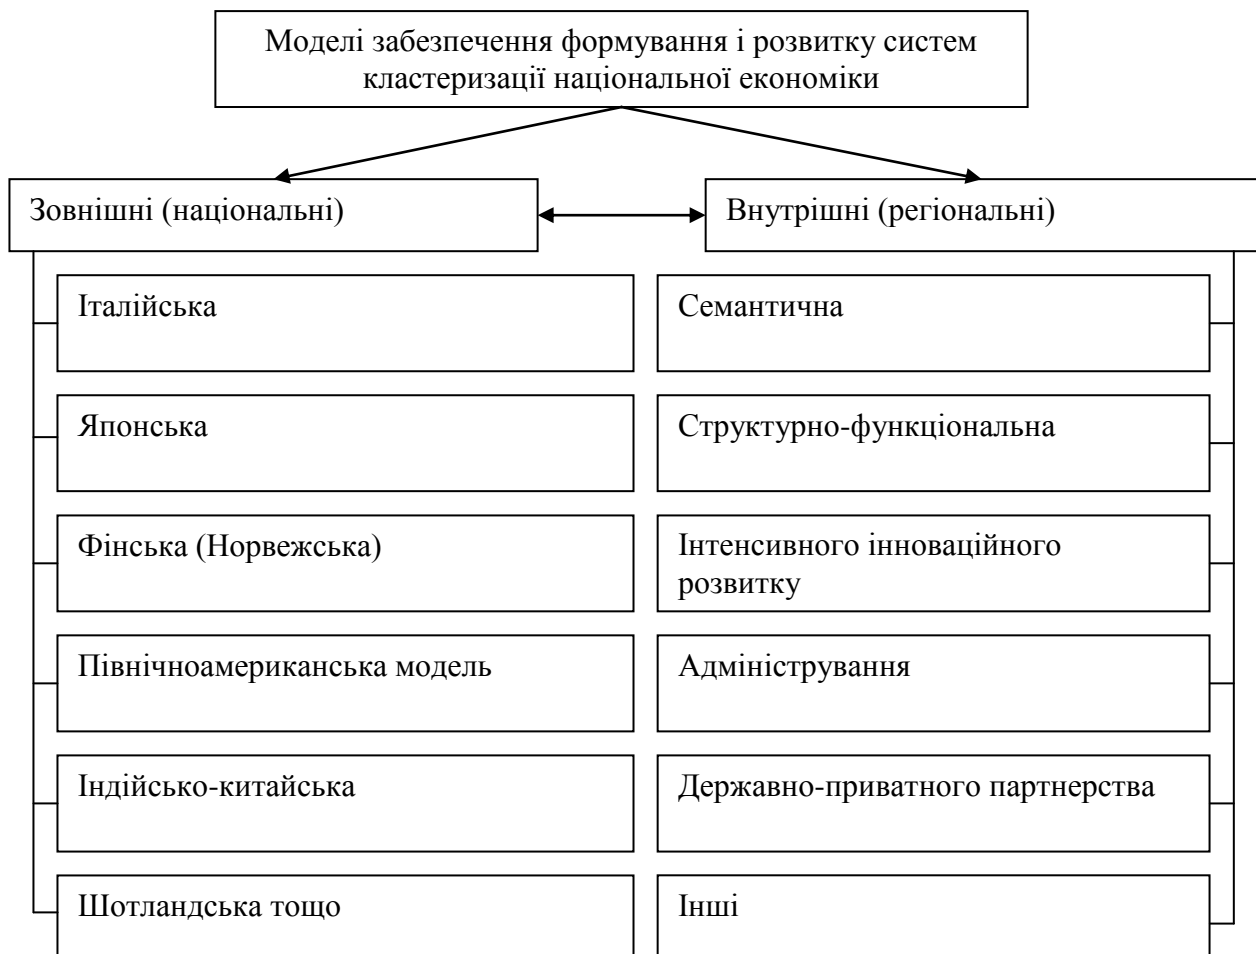 Моделі забезпечення формування і розвитку систем
кластеризації національної економіки
Зовнішні (національні)
Внутрішні (регіональні)
Італійська
Семантична
Японська
Структурно-функціональна
Фінська (Норвежська)
Інтенсивного інноваційного
розвитку
Північноамериканська модель
Адміністрування
Індійсько-китайська
Державно-приватного партнерства
Шотландська тощо
Інші